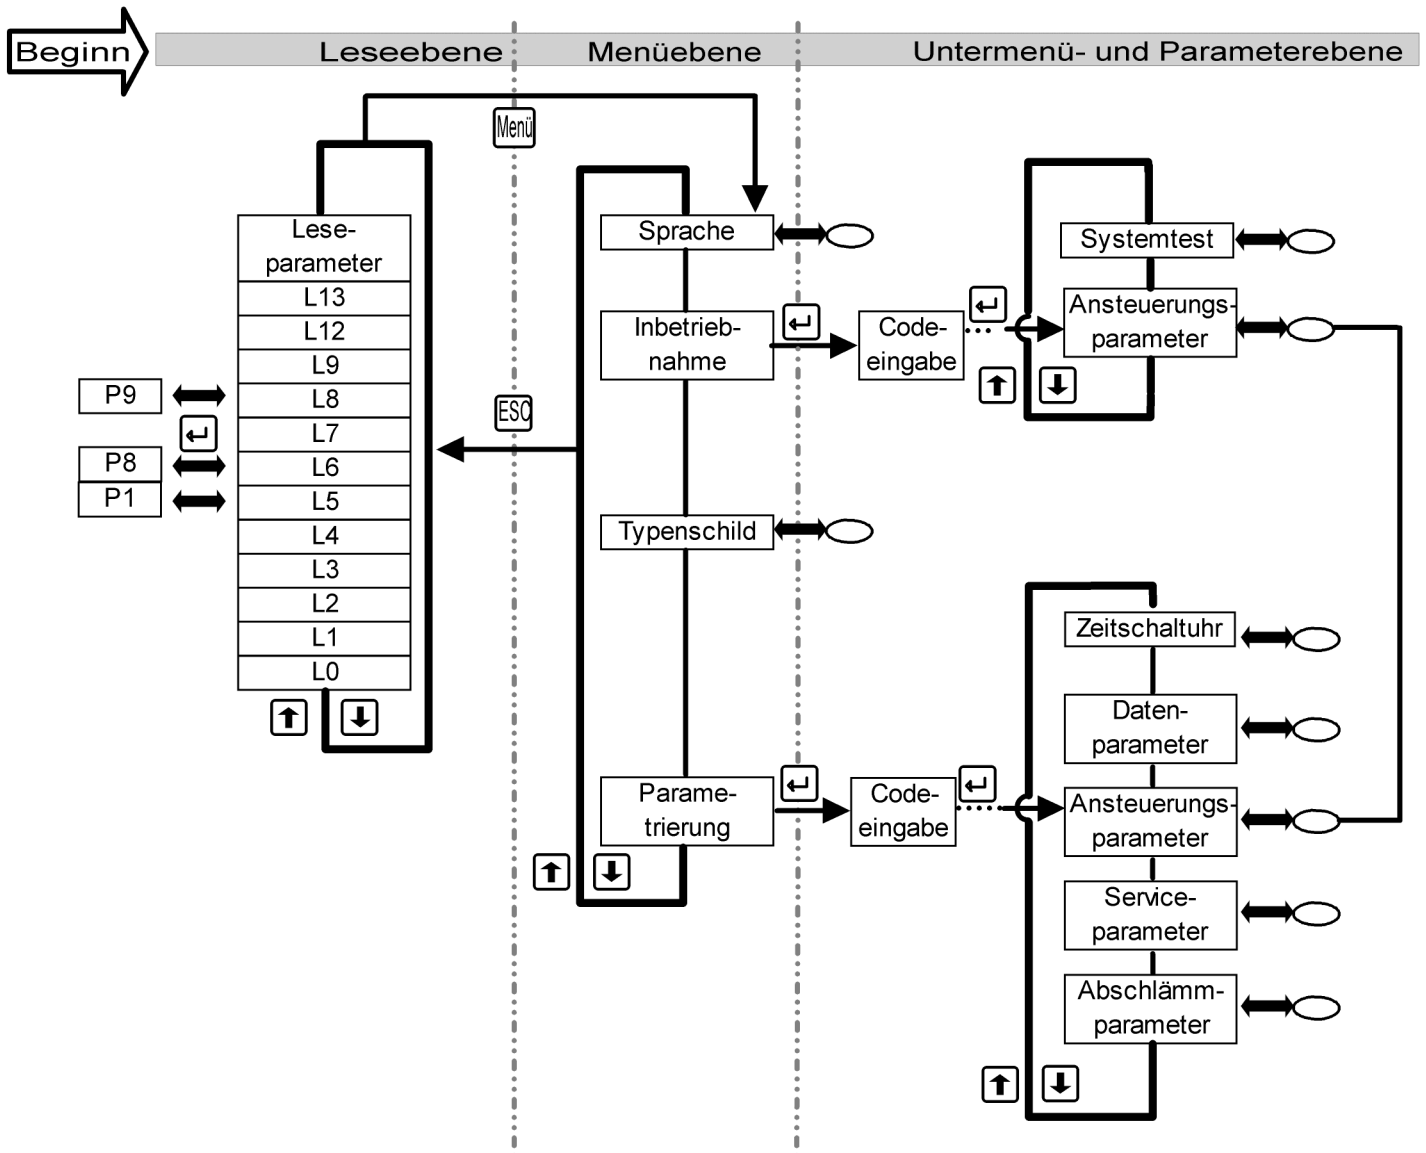 Beginn
Leseebene
Menüebene
Untermenü- und Parameterebene
Menü
Lese-
parameter
L13
L12
L9
L8
L7
L6
L5
L4
L3
L2
L1
L0
P9
P8
P1
ESC
Sprache
Inbetrieb-
nahme
Typenschild
Parame-
trierung
Code-
eingabe
Systemtest
Ansteuerungs-
parameter
Code-
eingabe
Zeitschaltuhr
Daten-
parameter
Ansteuerungs-
parameter
Service-
parameter
Abschlämm-
parameter